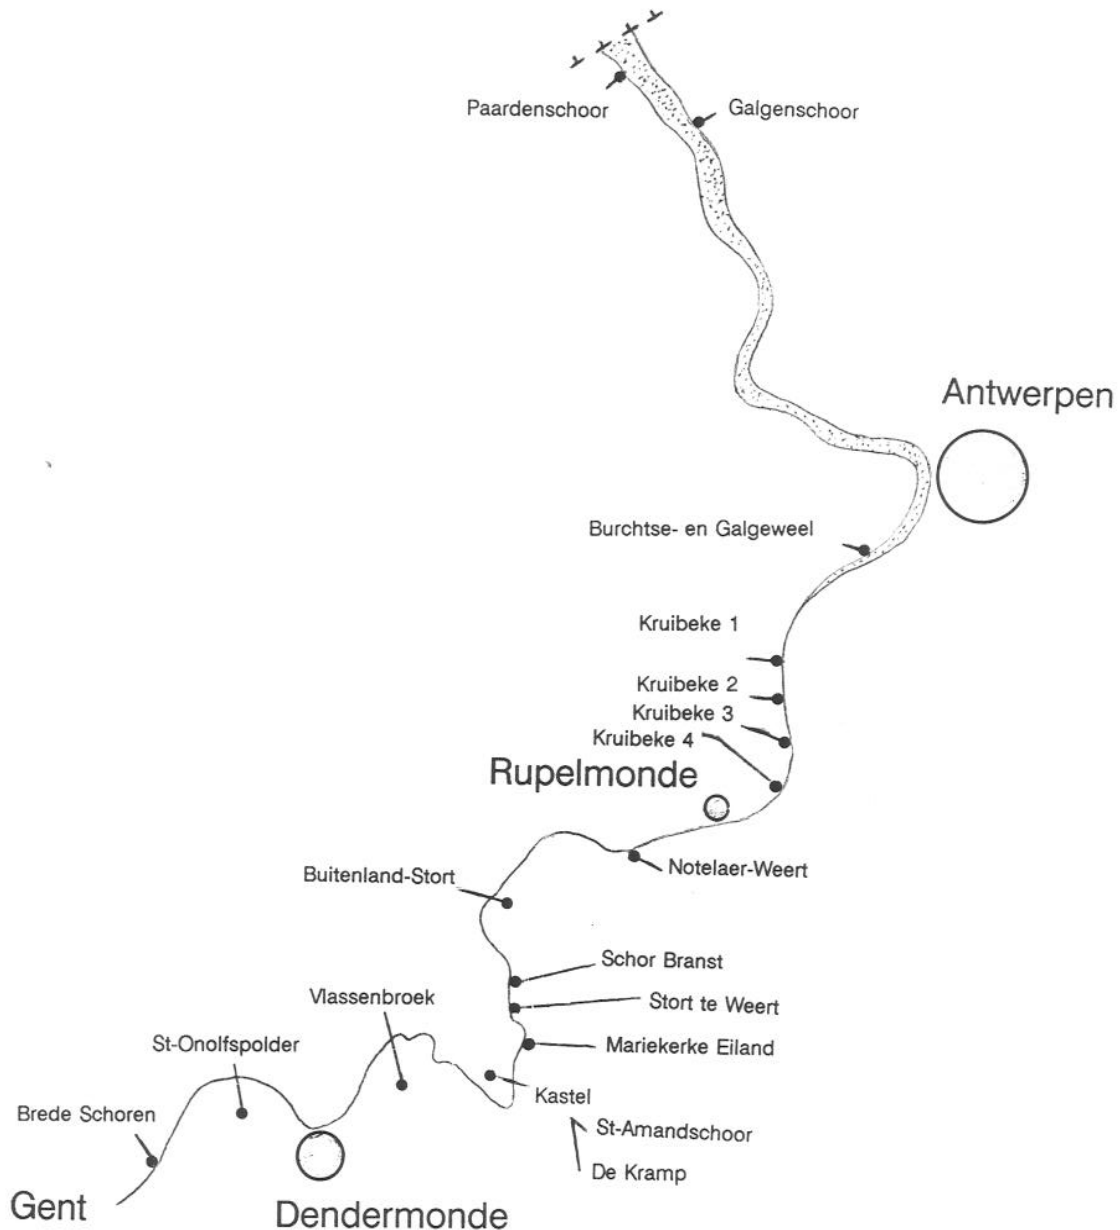 Paardenschoor
Galgenschoor
Antwerpen
Burchtse- en Galgeweel
Kruibeke 1
Kruibeke 2
Kruibeke 3
Kruibeke 4
Rupelmonde
Notelaer-Weert
Buitenland-Stort
Schor Branst
Stort te Weert
Vlassenbroek
St-Onolfspolder
Mariekerke Eiland
Kastel
Brede Schoren
St-Amandschoor
De Kramp
Gent
Dendermonde